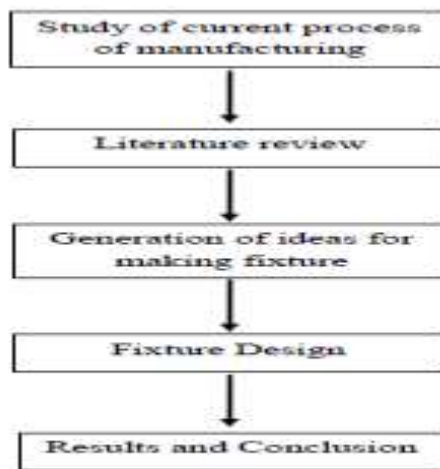 Study of current process
of manufacturing
Literature review
Generation of ideas for
making fixture
Fixture Design
Results and Conclusion